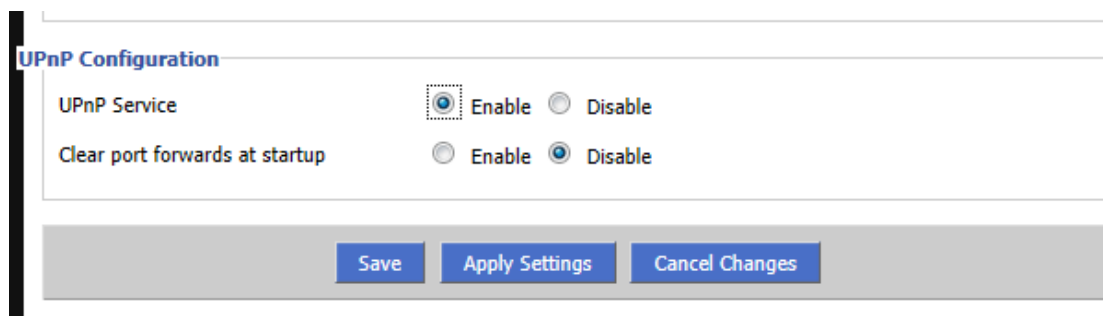 UPnP Configuration
UPnP Service Enable Disable
Clear port forwards at startup Enable Disable
Save Apply Settings Cancel Changes